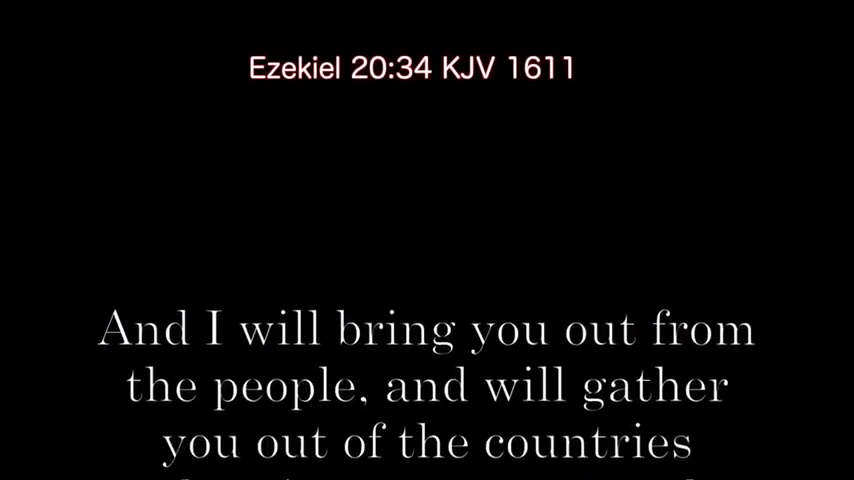 Ezekiel 20:34 KJV 1611
And I will bring you out from
the people, and will gather
you out of the countries